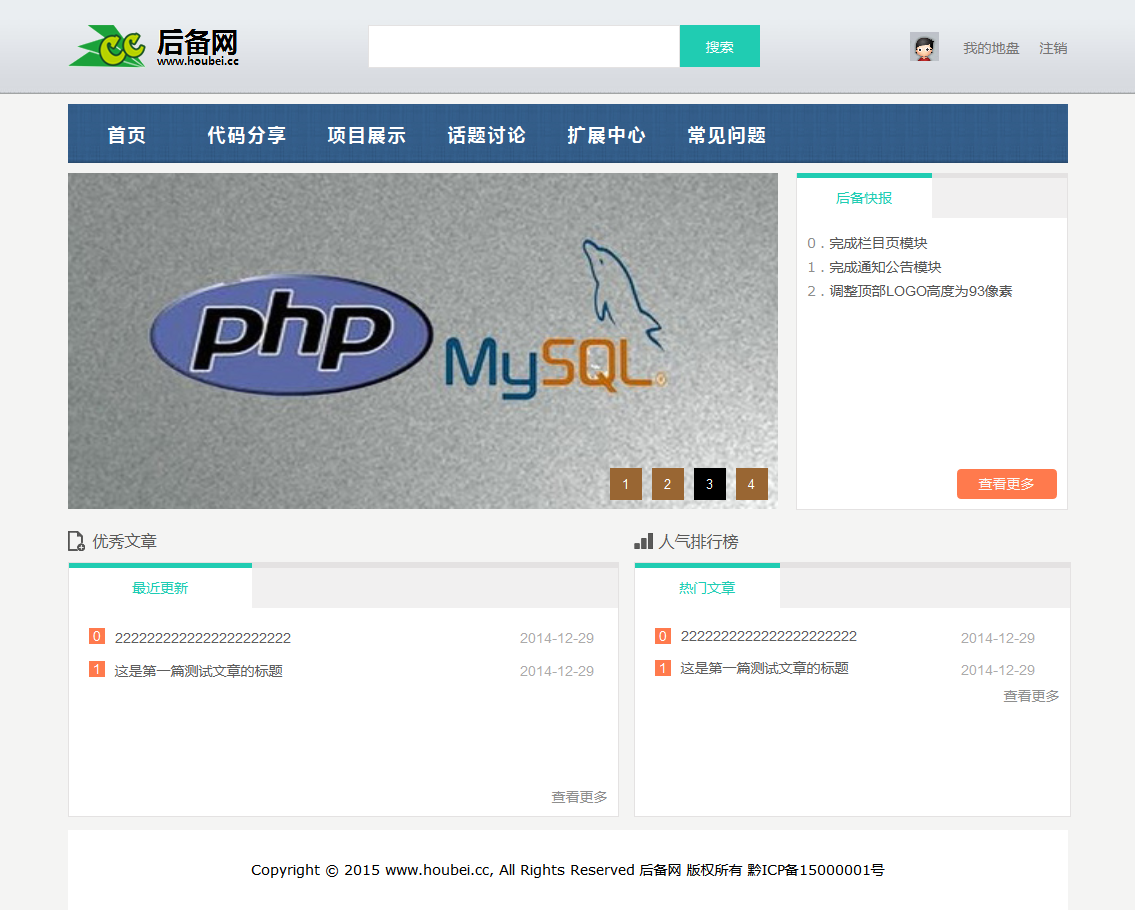 后备网
www.houbei.cc
搜索
我的地盘 注销
首页 代码分享 项目展示 话题讨论 扩展中心 常见问题
php
MySQL
1 2 3 4
后备快报
0 . 完成栏目页模块
1 . 完成通知公告模块
2 . 调整顶部LOGO高度为93像素
查看更多
优秀文章
最近更新
0 2222222222222222222222 2014-12-29
1 这是第一篇测试文章的标题 2014-12-29
查看更多
人气排行榜
热门文章
0 2222222222222222222222 2014-12-29
1 这是第一篇测试文章的标题 2014-12-29
查看更多
Copyright © 2015 www.houbei.cc, All Rights Reserved 后备网 版权所有 黔ICP备15000001号